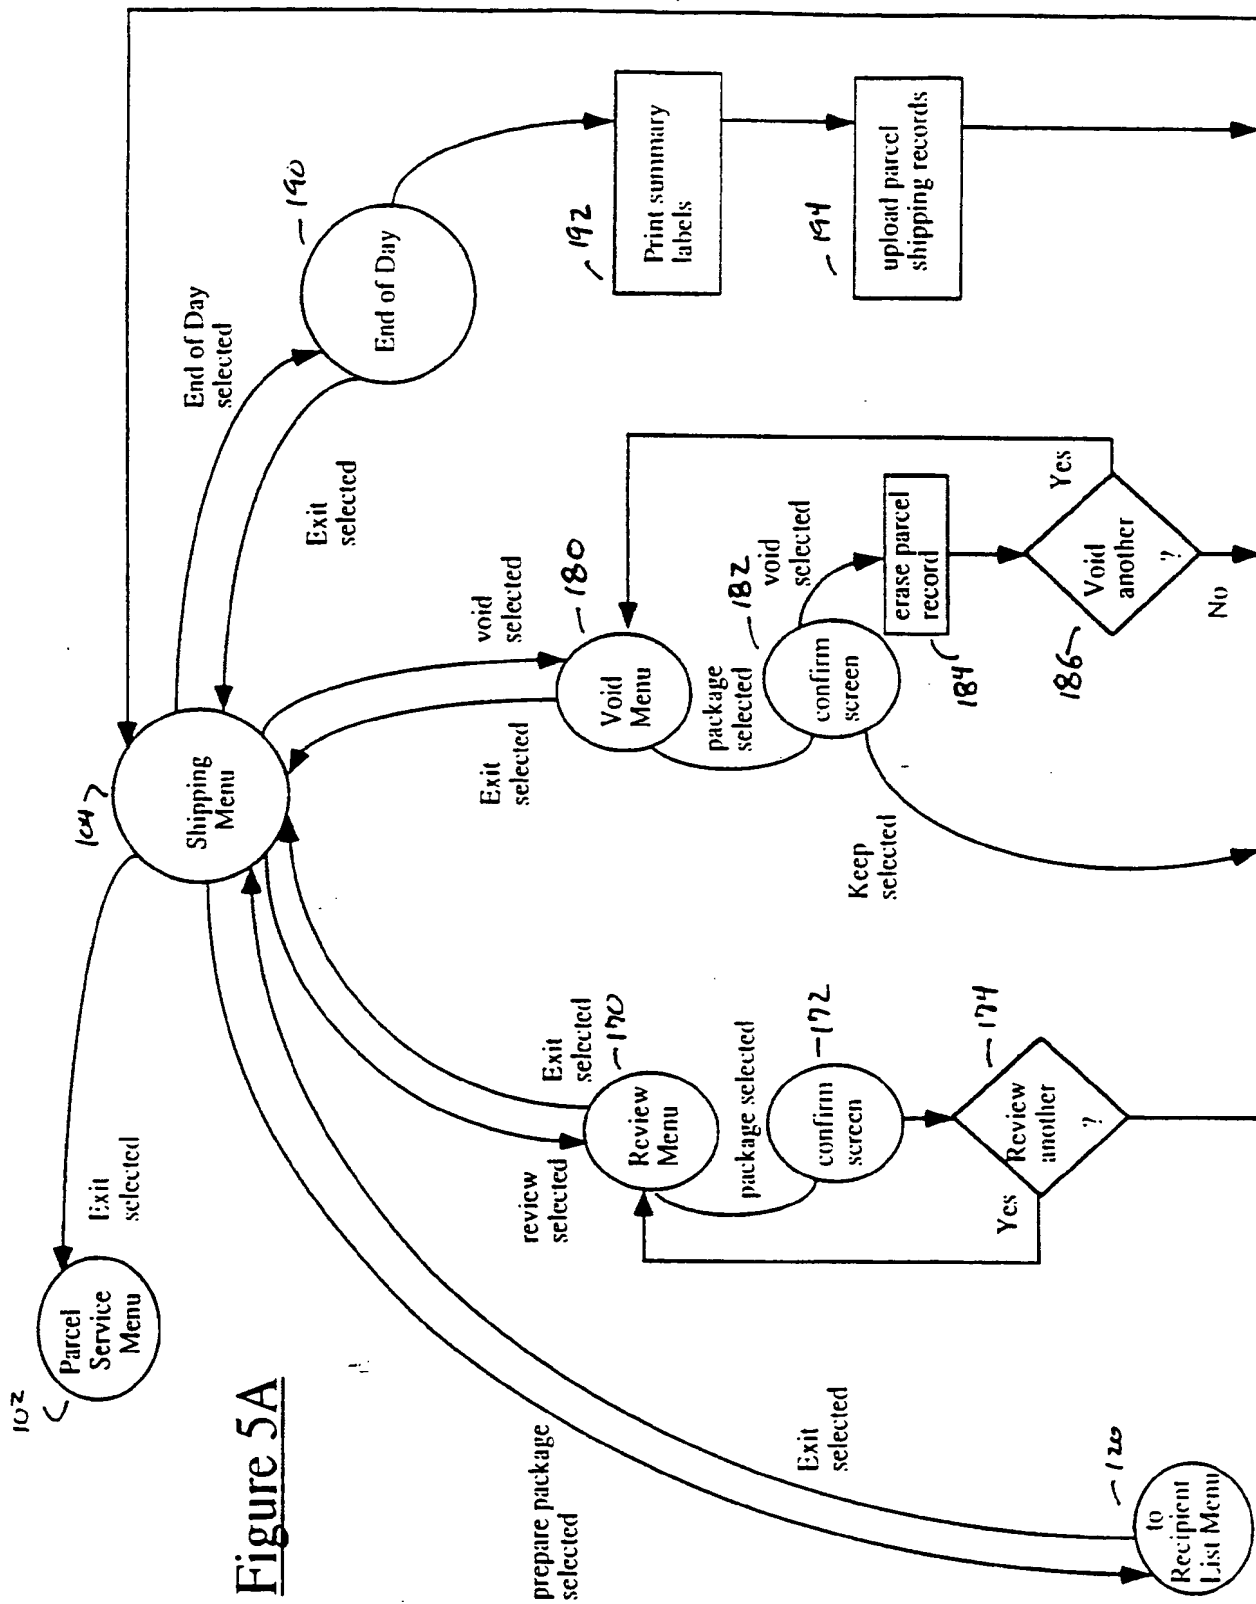 Figure 5A
102
Parcel
Service
Menu
Exit
selected
104
Shipping
Menu
End of Day
selected
190
End of Day
Exit
selected
192
Print summary
labels
194
upload parcel
shipping records
void
selected
Exit
selected
180
Void
Menu
package
selected
182
confirm
screen
void
selected
184
erase parcel
record
186
Void
another
?
Yes
No
Keep
selected
review
selected
Exit
selected
170
Review
Menu
package selected
172
confirm
screen
174
Review
another
?
Yes
prepare package
selected
Exit
selected
120
to
Recipient
List Menu